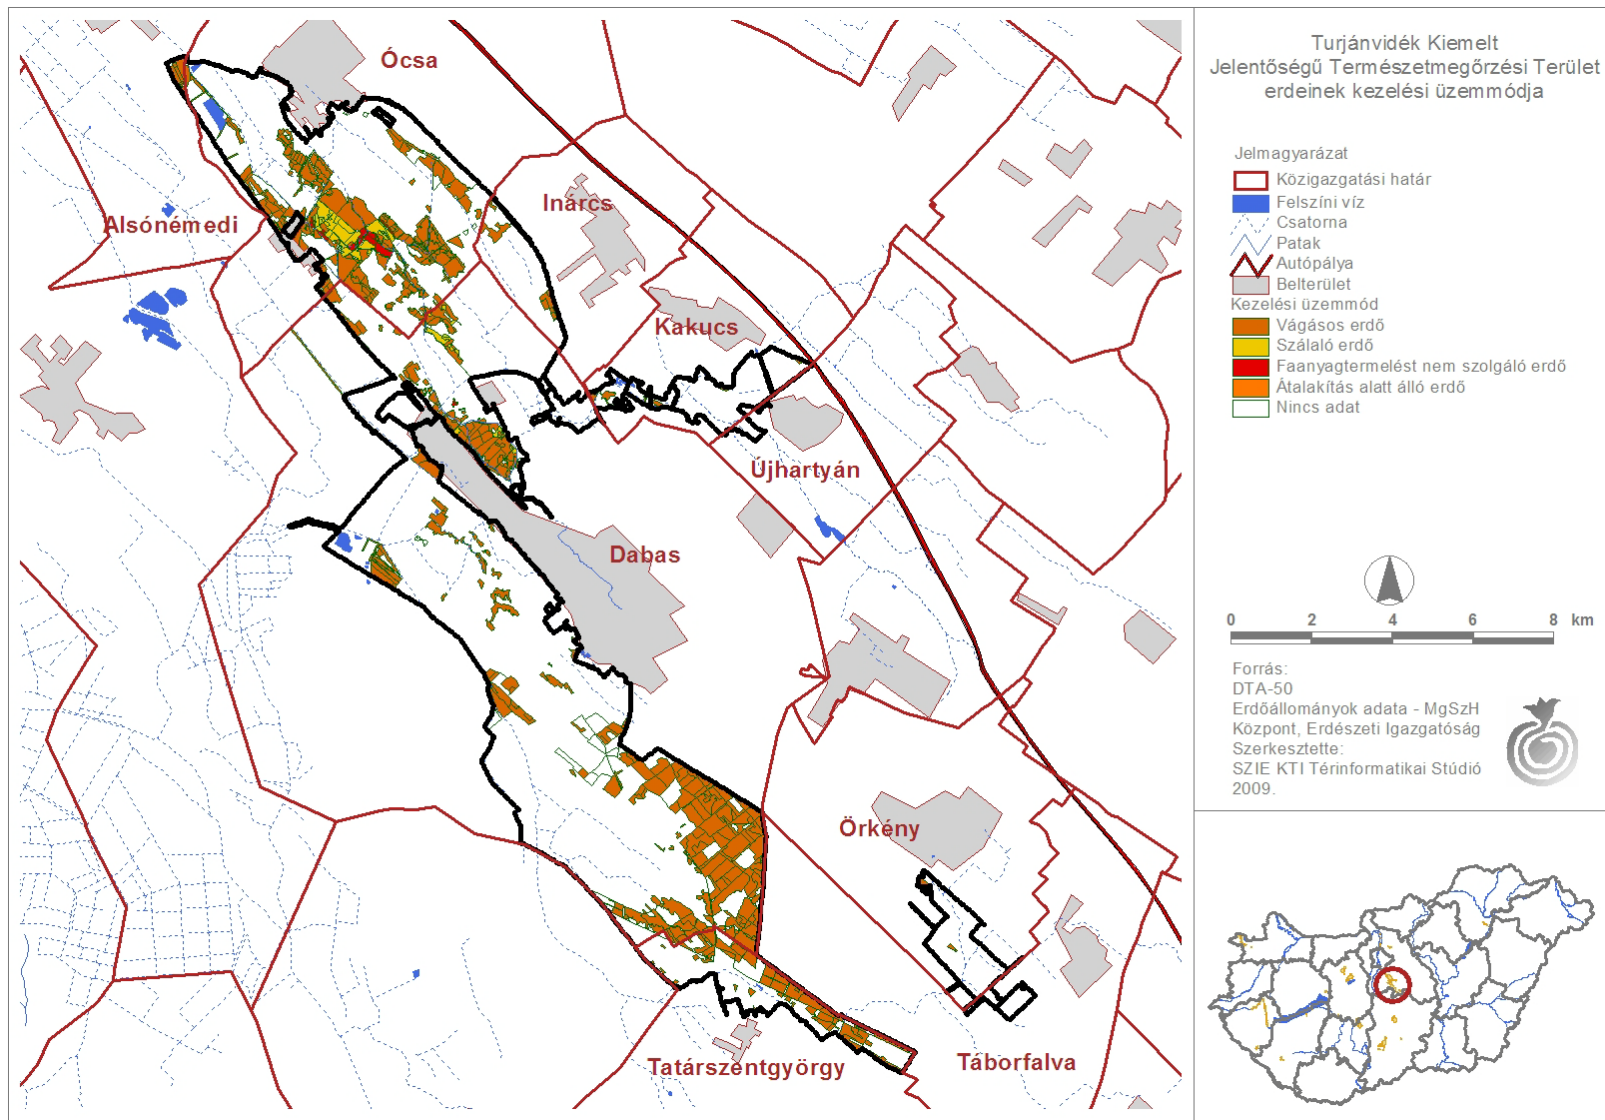 Turjánvidék Kiemelt
Jelentőségű Természetmegőrzési Terület
erdeinek kezelési üzemmódja
Jelmagyarázat
Közigazgatási határ
Felszíni víz
Csatorna
Patak
Autópálya
Belterület
Kezelési üzemmód
Vágásos erdő
Szálaló erdő
Faanyagtermelést nem szolgáló erdő
Átalakítás alatt álló erdő
Nincs adat
0 2 4 6 8 km
Forrás:
DTA-50
Erdőállományok adata - MgSzH
Központ, Erdészeti Igazgatóság
Szerkesztette:
SZIE KTI Térinformatikai Stúdió
2009.
Ócsa
Alsónémedi
Inárcs
Kakucs
Újhartyán
Dabas
Örkény
Tatárszentgyörgy
Táborfalva